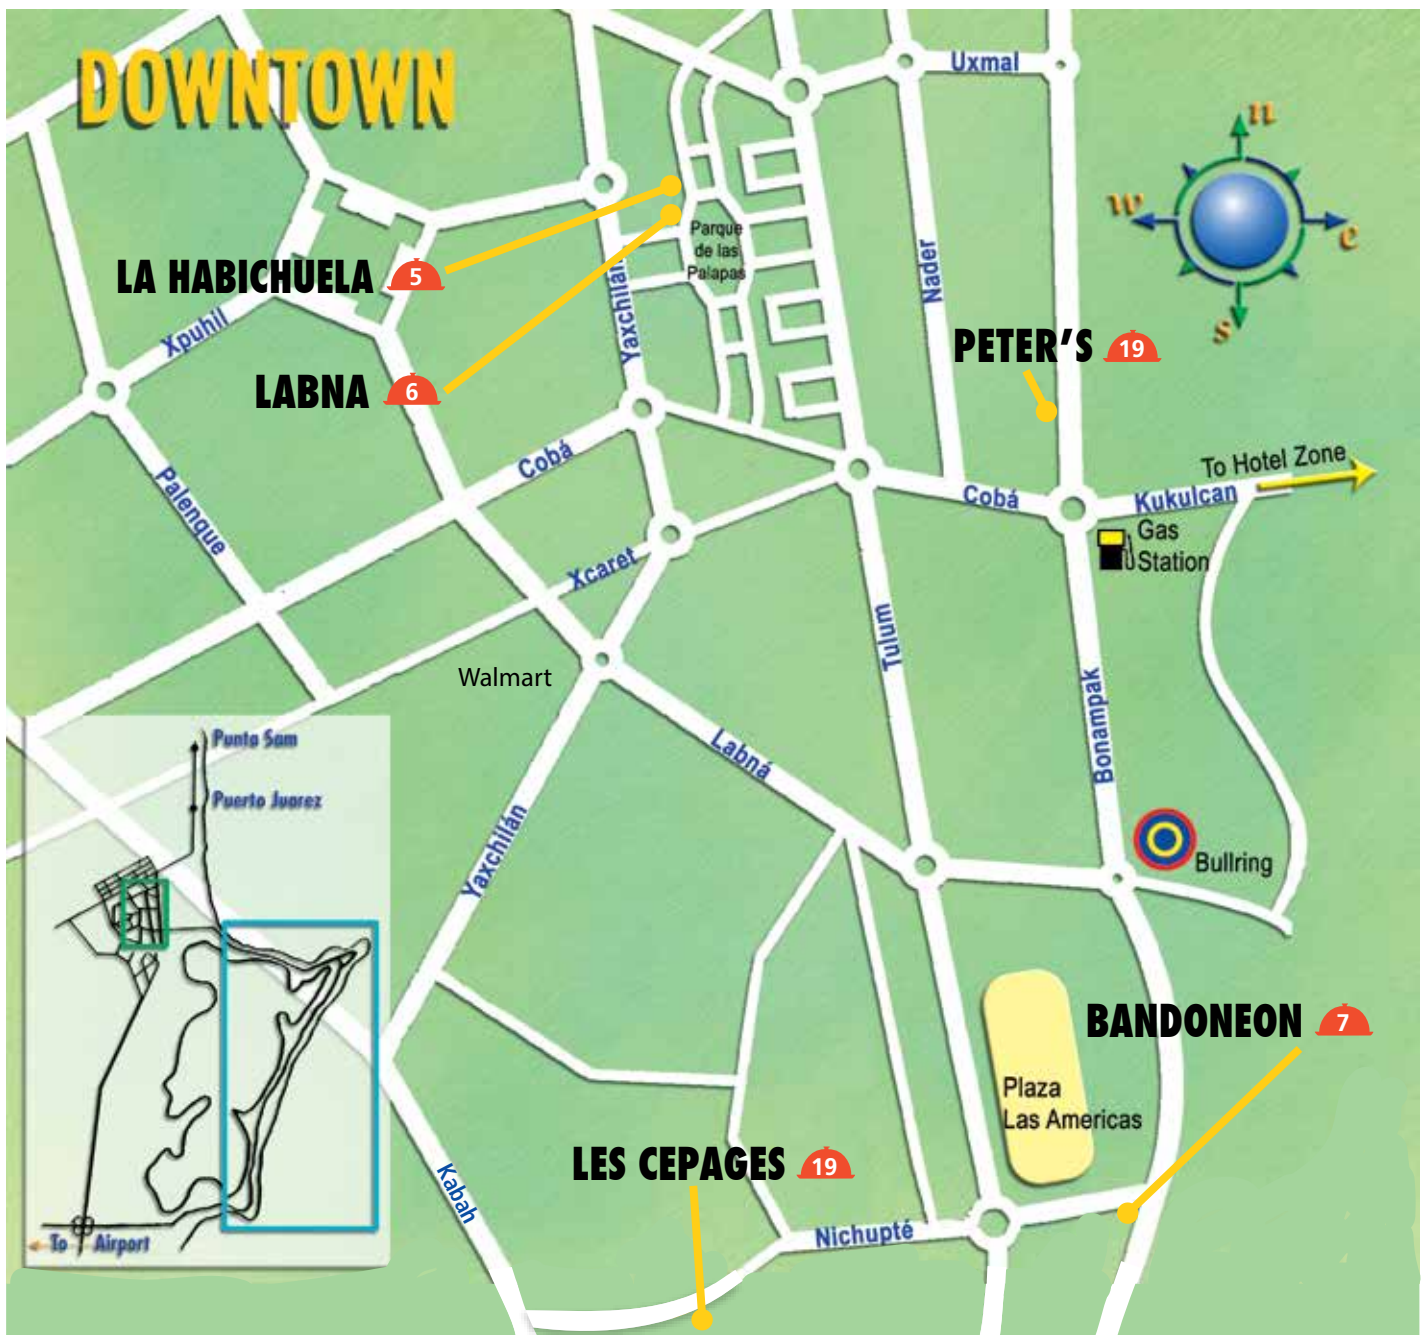 DOWNTOWN
Uxmal
n
w
e
s
Parque
de las
Palapas
Nader
LA HABICHUELA 5
Yaxchilán
Xpuhil
PETER'S 19
LABNA 6
Cobá
To Hotel Zone
Palenque
Cobá
Kukulcan
Gas
Station
Xcaret
Tulum
Walmart
Bonampak
Labná
Punta Sam
Puerto Juarez
Yaxchilán
Bullring
BANDONEON 7
Plaza
Las Americas
LES CEPAGES 19
Kabah
Nichupté
To Airport